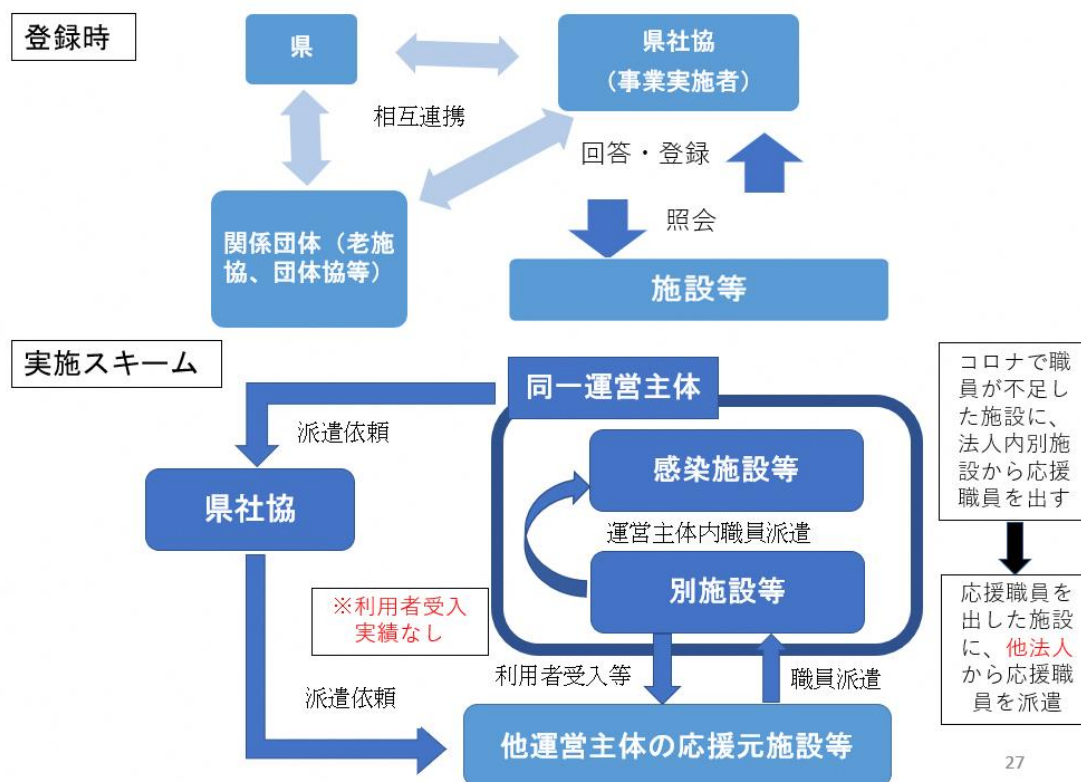 登録時
県
県社協
（事業実施者）
相互連携
回答・登録
照会
関係団体（老施
協、団体協等）
施設等
実施スキーム
同一運営主体
派遣依頼
感染施設等
県社協
運営主体内職員派遣
別施設等
※利用者受入
実績なし
利用者受入等
職員派遣
派遣依頼
他運営主体の応援元施設等
コロナで職
員が不足し
た施設に、
法人内別施
設から応援
職員を出す
応援職員を
出した施設
に、他法人
から応援職
員を派遣
27